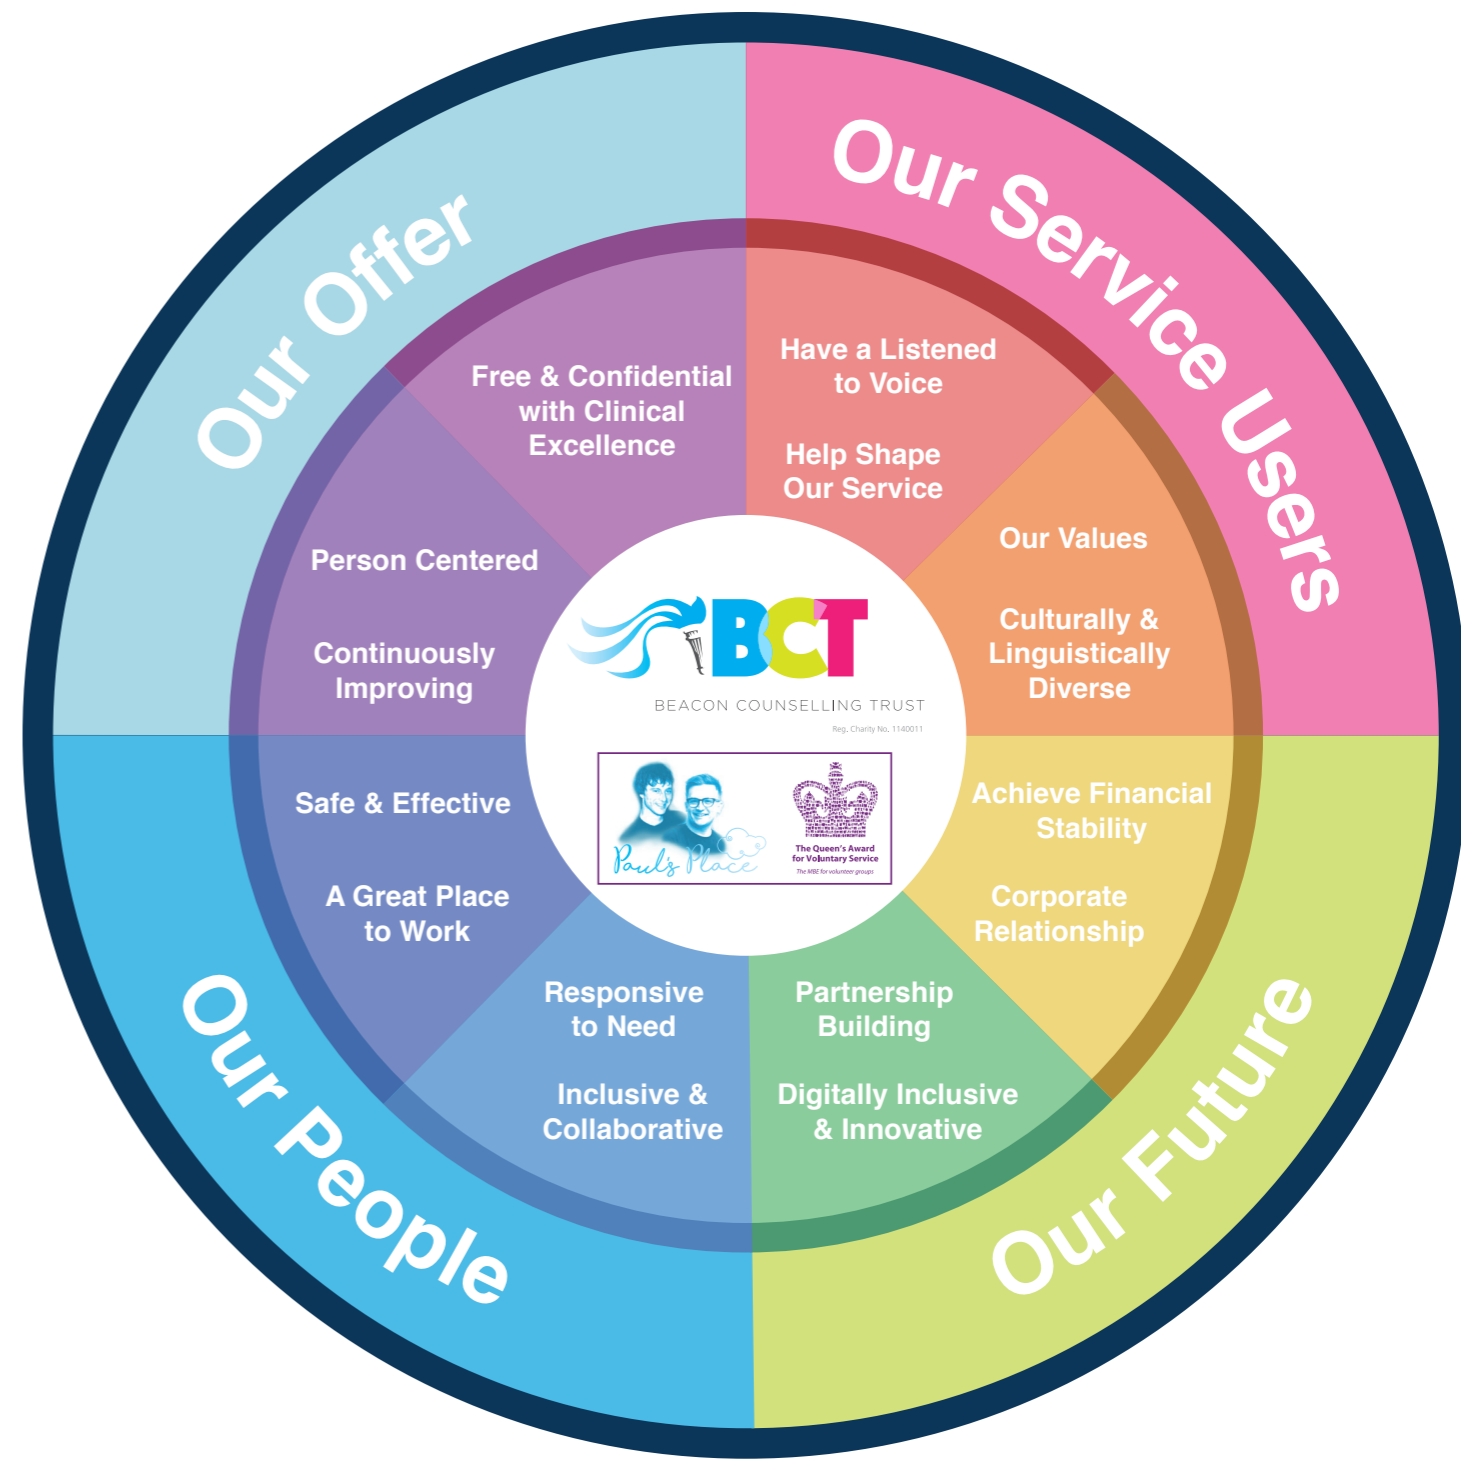 Our Offer
Our Service Users
Free & Confidential
with Clinical
Excellence
Person Centered
Continuously
Improving
Have a Listened
to Voice
Help Shape
Our Service
Our Values
Culturally &
Linguistically
Diverse
BCT
BEACON COUNSELLING TRUST
Reg. Charity No. 1140011
Paul's Place
The Queen's Award
for Voluntary Service
The MBE for volunteer groups
Safe & Effective
A Great Place
to Work
Responsive
to Need
Inclusive &
Collaborative
Achieve Financial
Stability
Corporate
Relationship
Partnership
Building
Digitally Inclusive
& Innovative
Our People
Our Future